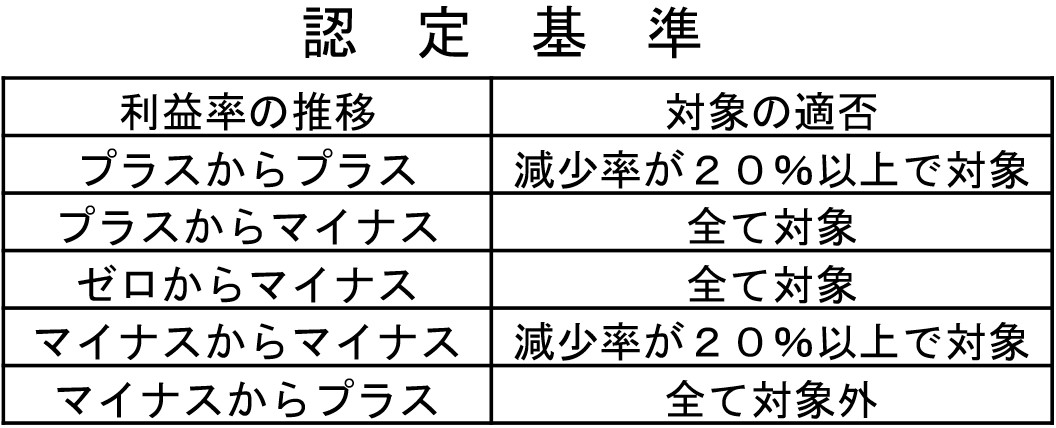 認　定　基　準
利益率の推移　対象の適否
プラスからプラス　減少率が２０％以上で対象
プラスからマイナス　全て対象
ゼロからマイナス　全て対象
マイナスからマイナス　減少率が２０％以上で対象
マイナスからプラス　全て対象外